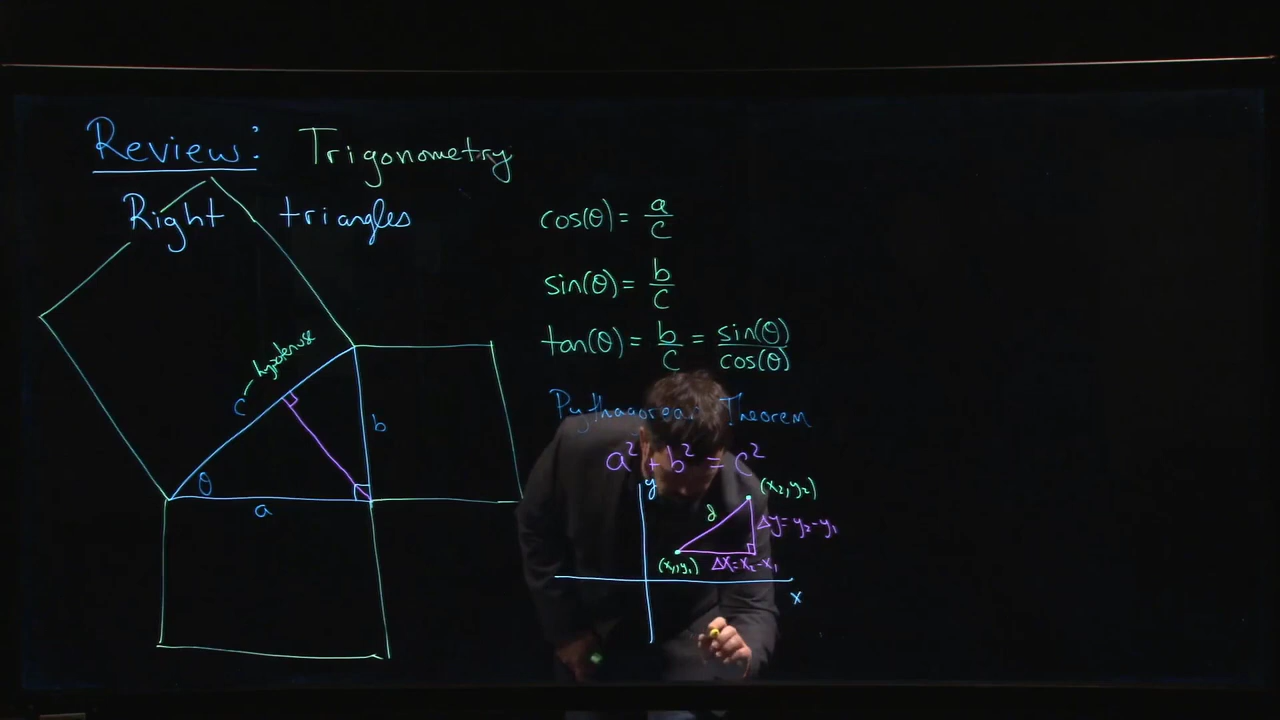 Review: Trigonometry
Right triangles
cos(θ) = a/c
sin(θ) = b/c
tan(θ) = b/c = sin(θ)/cos(θ)
Pythagorean Theorem
a² + b² = c²
c
hypotenuse
b
θ
a
y
(x₂, y₂)
d
Δy = y₂ - y₁
(x₁, y₁)
Δx = x₂ - x₁
x